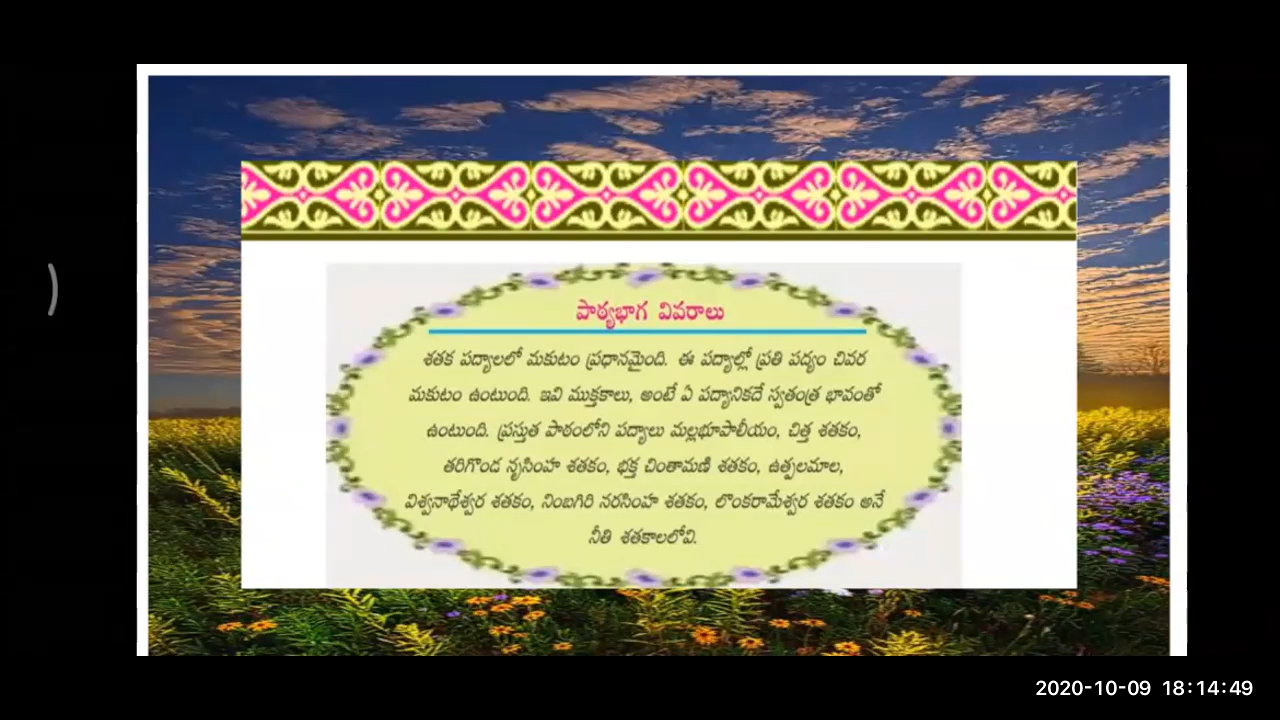 పాఠ్యభాగ వివరాలు
శతక పద్యాలలో మకుటం ప్రధానమైంది. ఈ పద్యాల్లో ప్రతి పద్యం చివర
మకుటం ఉంటుంది. ఇవి ముక్తకాలు, అంటే ఏ పద్యానికదే స్వతంత్ర భావంతో
ఉంటుంది. ప్రస్తుత పాఠంలోని పద్యాలు మల్లభూపాలీయం, చిత్త శతకం,
తరిగొండ నృసింహ శతకం, భక్త చింతామణి శతకం, ఉత్పలమాల,
విశ్వనాథేశ్వర శతకం, నింబగిరి నరసింహ శతకం, లొంకరామేశ్వర శతకం అనే
నీతి శతకాలలోవి.
2020-10-09 18:14:49